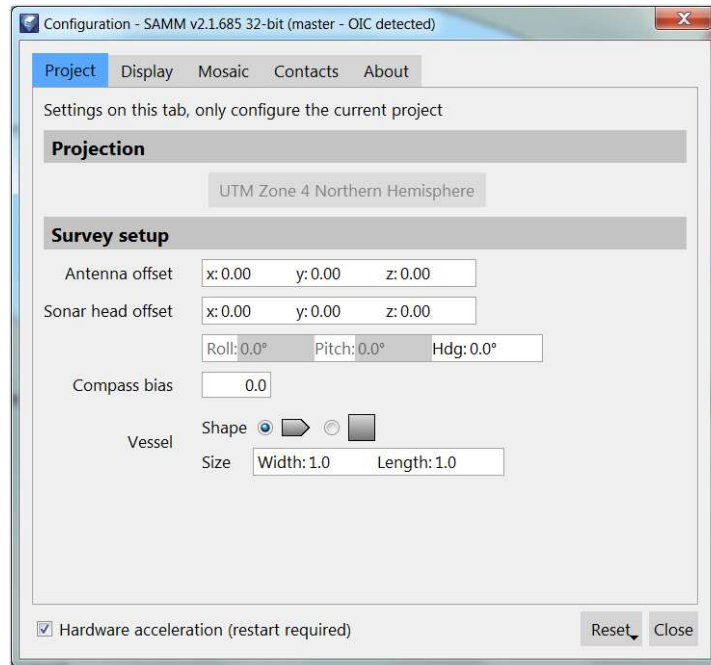 Configuration - SAMM v2.1.685 32-bit (master - OIC detected)
Project Display Mosaic Contacts About
Settings on this tab, only configure the current project
Projection
UTM Zone 4 Northern Hemisphere
Survey setup
Antenna offset x: 0.00 y: 0.00 z: 0.00
Sonar head offset x: 0.00 y: 0.00 z: 0.00
Roll: 0.0° Pitch: 0.0° Hdg: 0.0°
Compass bias 0.0
Vessel Shape
Size Width: 1.0 Length: 1.0
Hardware acceleration (restart required) Reset Close